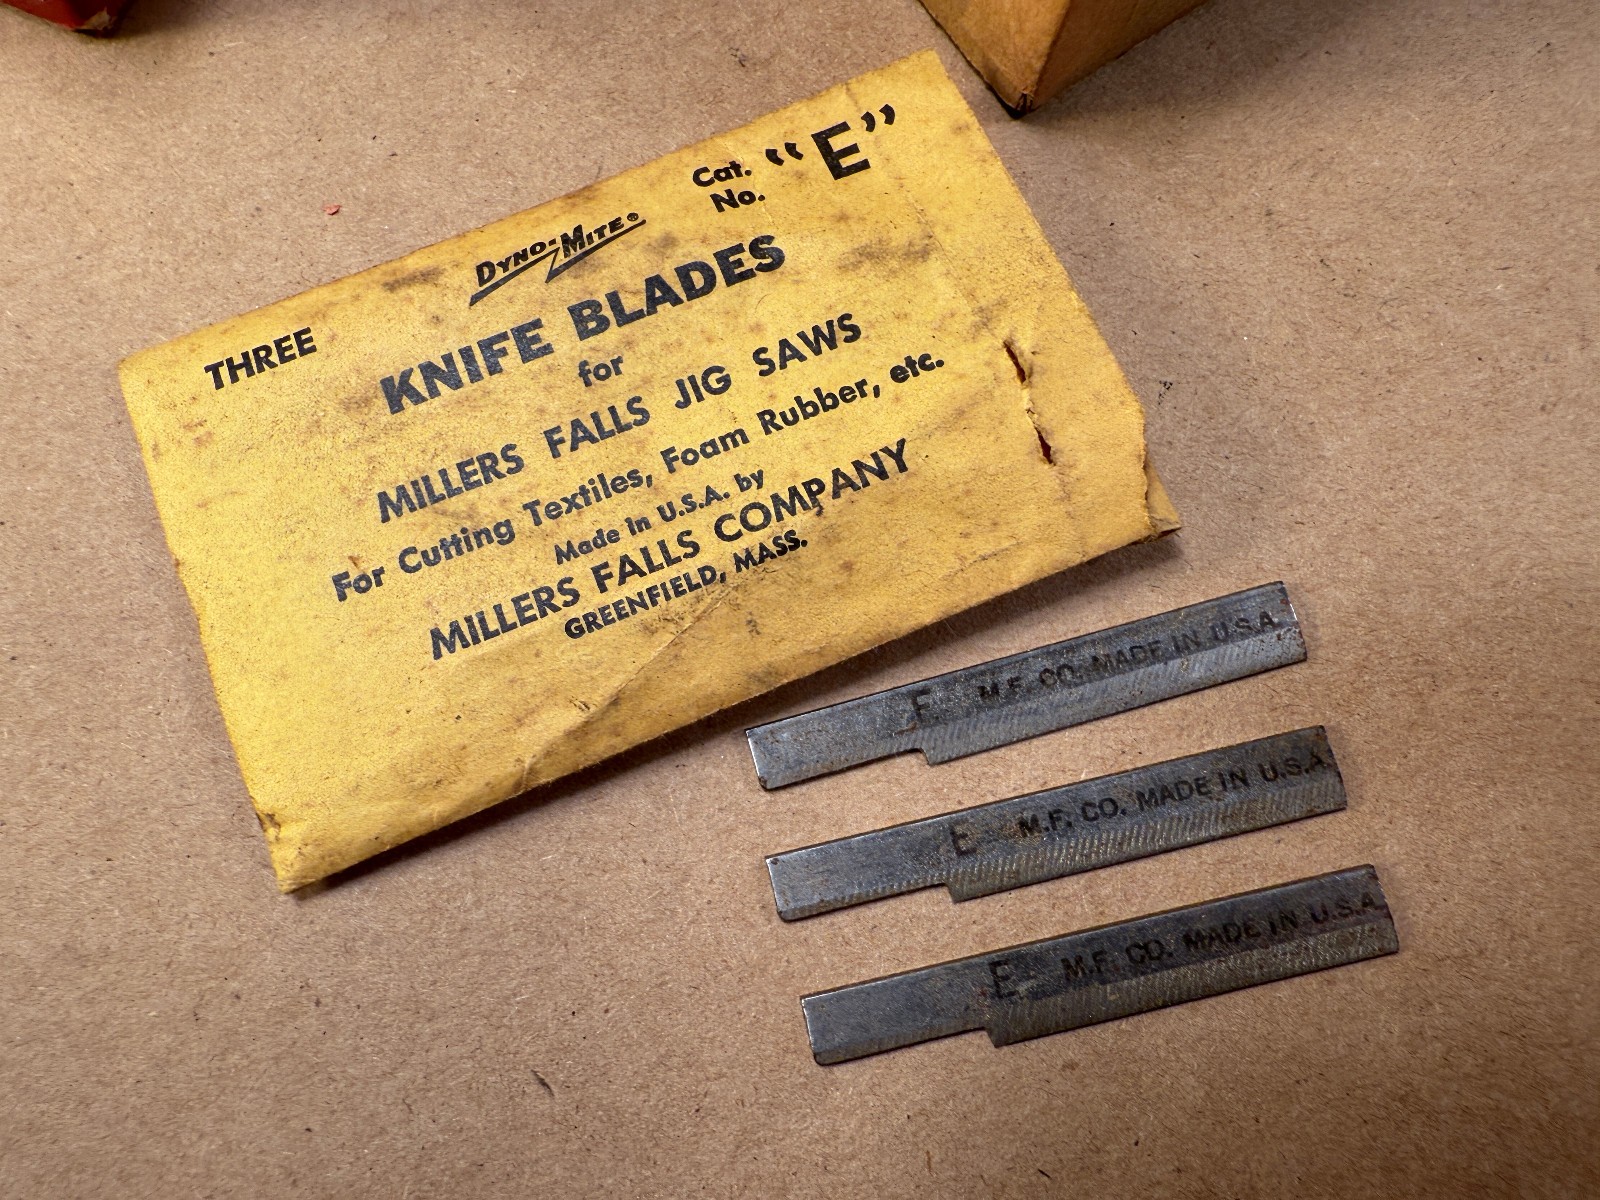 Cat. No. "E"
DYNO-MITE®
THREE
KNIFE BLADES
for
MILLERS FALLS JIG SAWS
For Cutting Textiles, Foam Rubber, etc.
Made in U.S.A. by
MILLERS FALLS COMPANY
GREENFIELD, MASS.
E M.F. CO. MADE IN U.S.A.
E M.F. CO. MADE IN U.S.A.
E M.F. CO. MADE IN U.S.A